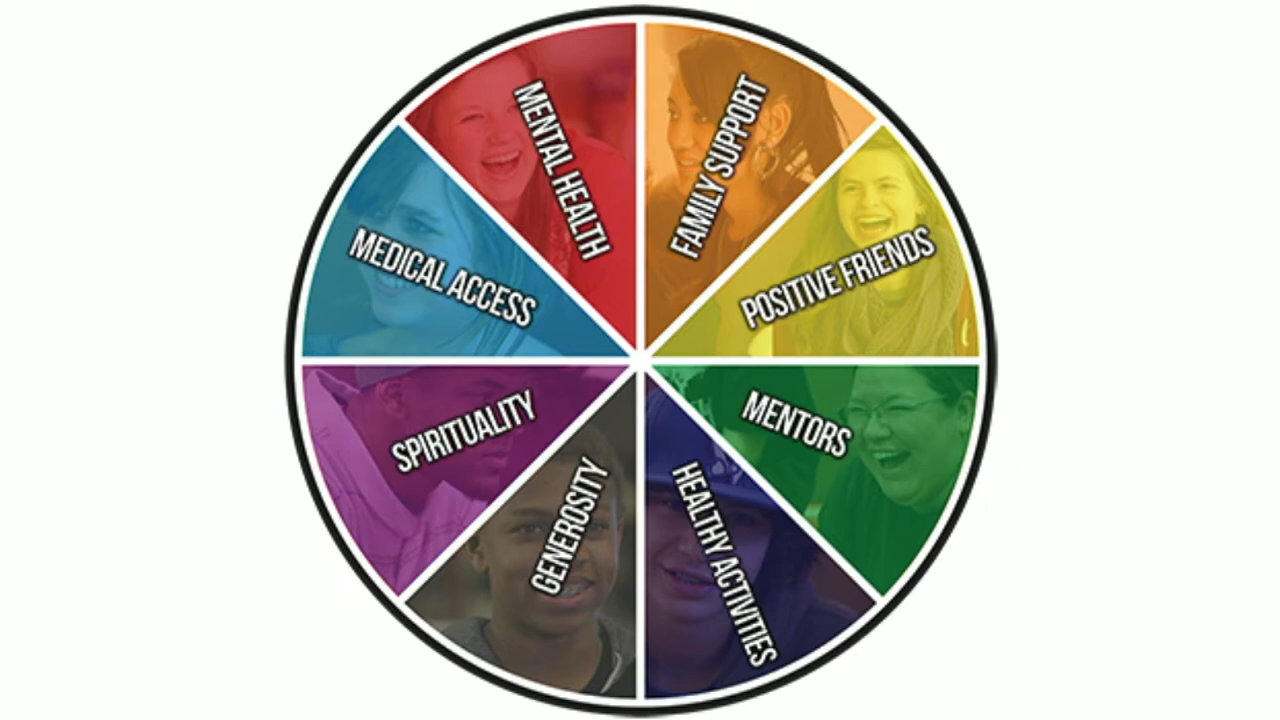 MENTAL HEALTH
FAMILY SUPPORT
POSITIVE FRIENDS
MENTORS
HEALTHY ACTIVITIES
GENEROSITY
SPIRITUALITY
MEDICAL ACCESS